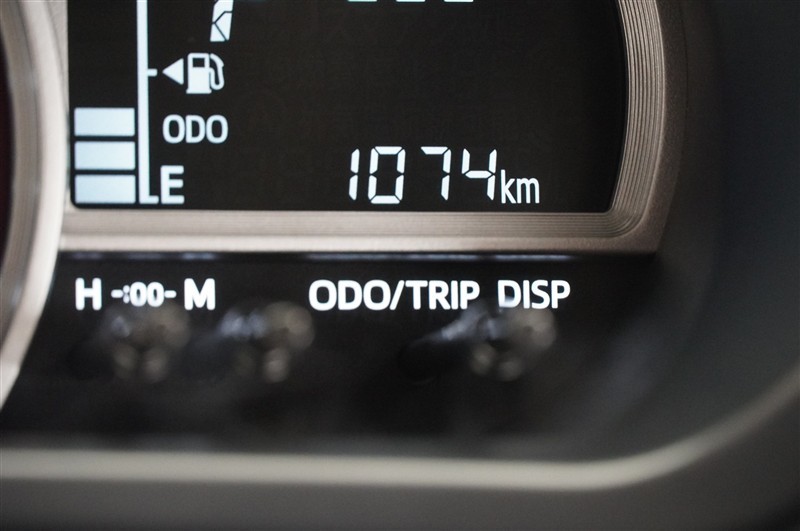 ODO
1074km
E
H -:00- M
ODO/TRIP DISP